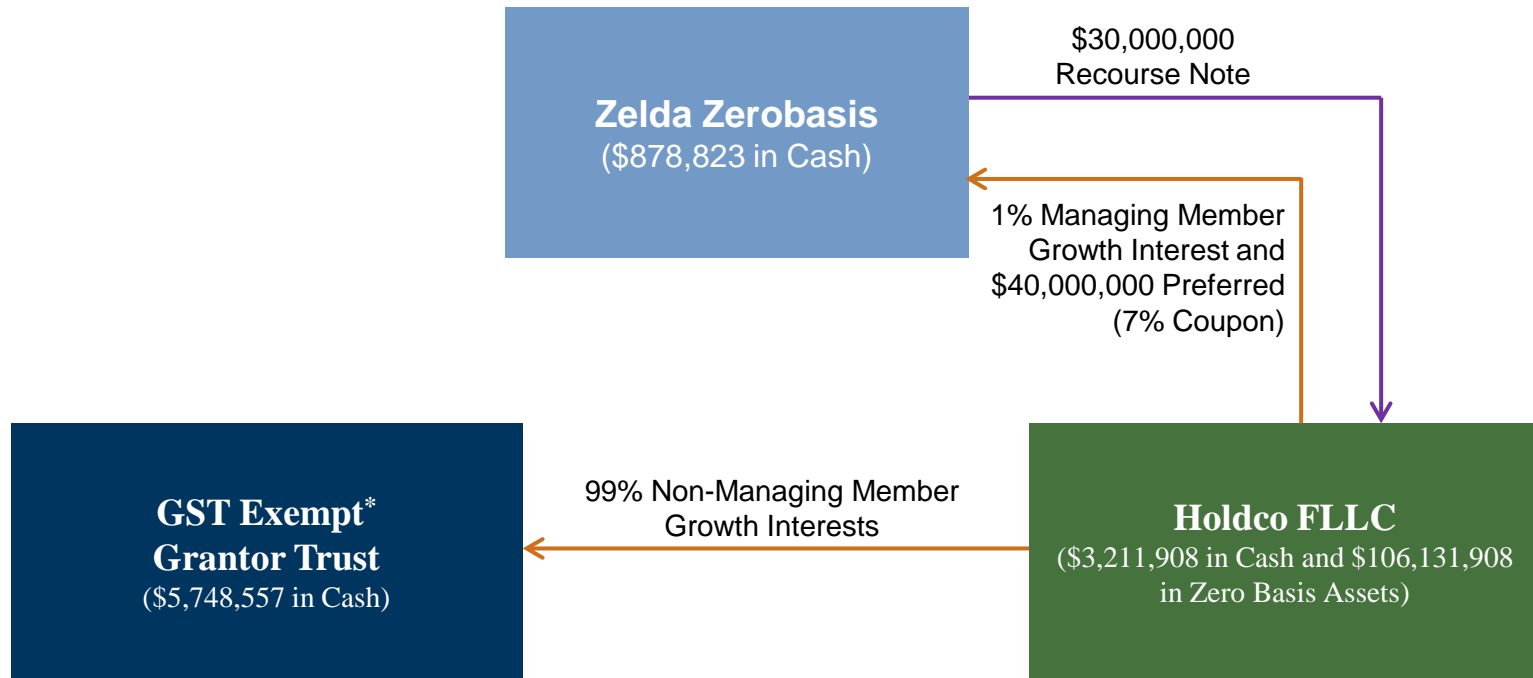 Zelda Zerobasis
($878,823 in Cash)
$30,000,000
Recourse Note
1% Managing Member
Growth Interest and
$40,000,000 Preferred
(7% Coupon)
GST Exempt*
Grantor Trust
($5,748,557 in Cash)
99% Non-Managing Member
Growth Interests
Holdco FLLC
($3,211,908 in Cash and $106,131,908
in Zero Basis Assets)